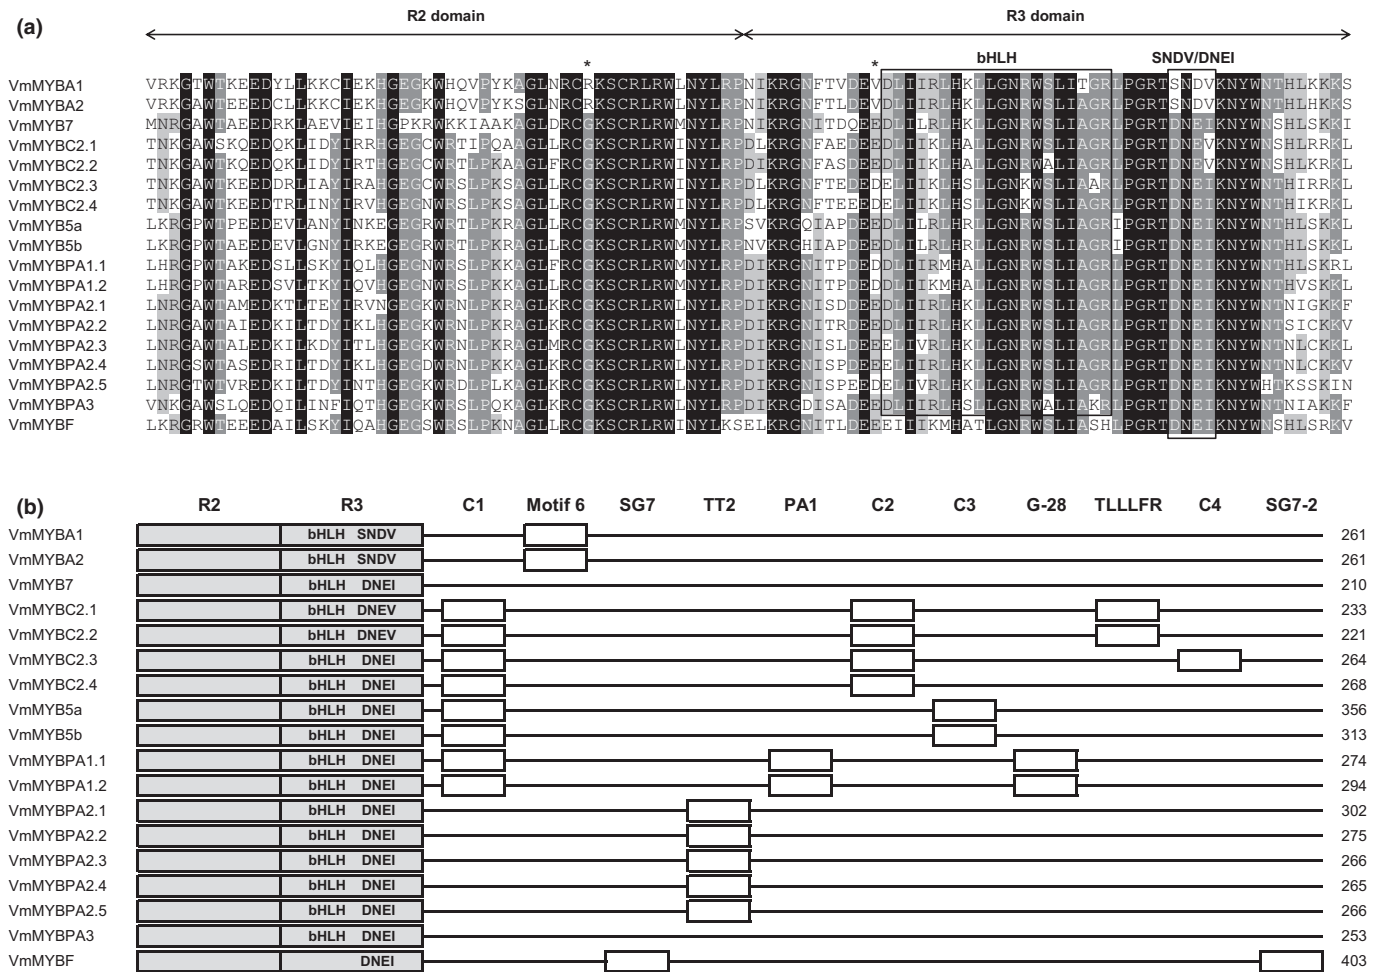 (a)
R2 domain R3 domain
* * bHLH SNDV/DNEI
VmMYBA1 VRKGTWTKEEDYLLKKCIEKHGEGKWHQVPYKAGLNRCRKSCRLRWLNYLRPNIKRGNFTVDEVDLIIRLHKLLGNRWSLITGRLPGRTSNDVKNYWNTHLKKKS
VmMYBA2 VRKGAWTEEEDCLLKKCIEKHGEGKWHQVPYKSGLNRCRKSCRLRWLNYLRPNIKRGNFTVDEVDLIIRLHKLLGNRWSLIAGRLPGRTSNDVKNYWNTHLHKKS
VmMYB7 MNRGAWTAEEDRKLAEVIEIHGPKRWKKIAAKAGLDRCGKSCRLRWMNYLRPNIKRGNITDQEEDLILRLHKLLGNRWSLIAGRLPGRTDNEIKNYWNSHLSKKI
VmMYBC2.1 TNKGAWSKQEDQKLIDYIRRHGEGCWRTIPQAAGLLRCGKSCRLRWINYLRPDLKRGNFAEDEEDLIIKLHALLGNRWSLIAGRLPGRTDNEVKNYWNSHLRRKL
VmMYBC2.2 TNKGAWTKQEDQKLIDYIRTHGEGCWRTLPKAAGLLRCGKSCRLRWINYLRPDIKRGNFASDEEDLIIKLHALLGNRWALIAGRLPGRTDNEVKNYWNSHLKRKL
VmMYBC2.3 TNKGAWTKEEDDRLIAYIRAHGEGCWRSLPKSAGLLRCGKSCRLRWINYLRPDLKRGNFTEDEDELIIKLHSLLGNKWSLIAARLPGRTDNEIKNYWNTHIRRKL
VmMYBC2.4 TNKGAWTKEEDTRLINYIRVHGEGCWRSLPKSAGLLRCGKSCRLRWINYLRPDLKRGNFTEEEDELIIKLHSLLGNKWSLIAGRLPGRTDNEIKNYWNTHIKRKL
VmMYB5a LKRGPWTPEEDEVLANYINKEGEGRWRTLPKRAGLLRCGKSCRLRWMNYLRPSVKRGQIAPDEEDLILRLHRLLGNRWSLIAGRIPGRTDNEIKNYWNTHLSKKL
VmMYB5b LKRGPWTAEEDEVLGNYIRKEGEGRWRTLPKRAGLLRCGKSCRLRWMNYLRPNVKRGHIAPDEEDLILRLHRLLGNRWSLIAGRIPGRTDNEIKNYWNTHLSKKL
VmMYBPA1.1 LHRGPWTAKEDSLLSKYIQLHGEGNWRSLPKKAGLFRCGKSCRLRWMNYLRPDIKRGNITPDEDDLIIRMHALLGNRWSLIAGRLPGRTDNEIKNYWNTHLSKRL
VmMYBPA1.2 LHRGPWTAREDSVLTKYIQVHGEGNWRSLPKKAGLLRCGKSCRLRWMNYLRPDIKRGNITPDEDDLIIKMHALLGNRWSLIAGRLPGRTDNEIKNYWNTHVSKKL
VmMYBPA2.1 LNRGAWTAMEDKTLTEYIRVNGEGKWRNLPKRAGLKRCGKSCRLRWLNYLRPDIKRGNISPDEEDLIIRLHKLLGNRWSLIAGRLPGRTDNEIKNYWNTNIGKKF
VmMYBPA2.2 LNRGAWTAIEDKILTDYIKLHGEGKWRNLPKRAGLKRCGKSCRLRWLNYLRPDIKRGNITRDEEDLIIRLHKLLGNRWSLIAGRLPGRTDNEIKNYWNTSICKKV
VmMYBPA2.3 LNRGAWTALEDKILKDYITLHGEGKWRNLPKRAGLMRCGKSCRLRWLNYLRPDIKRGNISLDEEELIVRLHKLLGNRWSLIAGRLPGRTDNEIKNYWNTNLCKKL
VmMYBPA2.4 LNRGSWTASEDRILTDYIKLHGEGDWRNLPEKAGLKRCGKSCRLRWLNYLRPDIKRGNISPDEEDLIIRLHKLLGNRWSLIAGRLPGRTDNEIKNYWNTNLCKKV
VmMYBPA2.5 LNRGTWTVREDKILTDYINTHGEGKWRDLPLKAGLKRCGKSCRLRWLNYLRPDIKRGNISPEEDELIVRLHKLLGNRWSLIAGRLPGRTDNEIKNYWHTKSSKIN
VmMYBPA3 VNKGAWSLQEDQILINFIQTHGEGKWRSLPQKAGLKRCGKSCRLRWLNYLRPDIKRGDISADEEDLIIRLHSLLGNRWALIAKRLPGRTDNEIKNYWNTNIAKKF
VmMYBF LKRGRWTEEEDAILSKYIQAHGEGSWRSLPKNAGLLRCGKSCRLRWINYLKSELKRGNITLDEEEIIIKMHATLGNRWSLIASHLPGRTDNEIKNYWNSHLSRKV
(b) R2 R3 C1 Motif 6 SG7 TT2 PA1 C2 C3 G-28 TLLLFR C4 SG7-2
VmMYBA1 bHLH SNDV 261
VmMYBA2 bHLH SNDV 261
VmMYB7 bHLH DNEI 210
VmMYBC2.1 bHLH DNEV 233
VmMYBC2.2 bHLH DNEV 221
VmMYBC2.3 bHLH DNEI 264
VmMYBC2.4 bHLH DNEI 268
VmMYB5a bHLH DNEI 356
VmMYB5b bHLH DNEI 313
VmMYBPA1.1 bHLH DNEI 274
VmMYBPA1.2 bHLH DNEI 294
VmMYBPA2.1 bHLH DNEI 302
VmMYBPA2.2 bHLH DNEI 275
VmMYBPA2.3 bHLH DNEI 266
VmMYBPA2.4 bHLH DNEI 265
VmMYBPA2.5 bHLH DNEI 266
VmMYBPA3 bHLH DNEI 253
VmMYBF DNEI 403